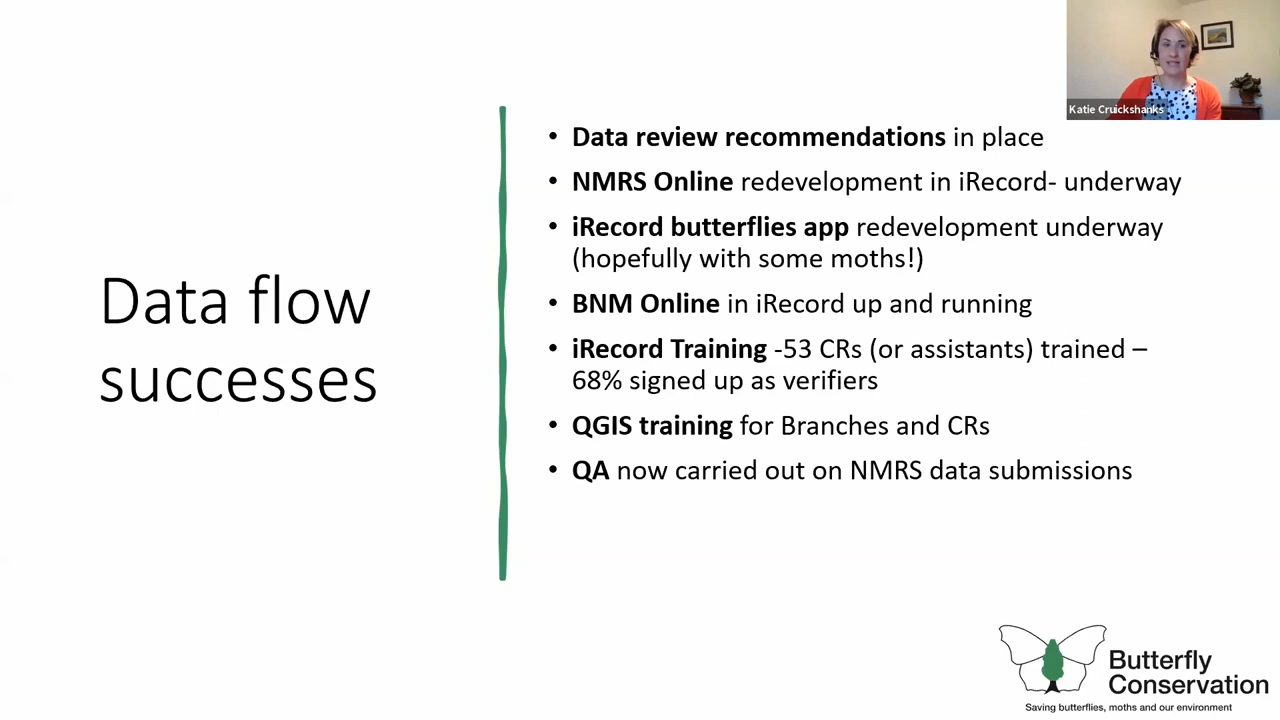 Katie Cruickshanks
Data flow
successes
• Data review recommendations in place
• NMRS Online redevelopment in iRecord- underway
• iRecord butterflies app redevelopment underway
(hopefully with some moths!)
• BNM Online in iRecord up and running
• iRecord Training -53 CRs (or assistants) trained –
68% signed up as verifiers
• QGIS training for Branches and CRs
• QA now carried out on NMRS data submissions
Butterfly
Conservation
Saving butterflies, moths and our environment